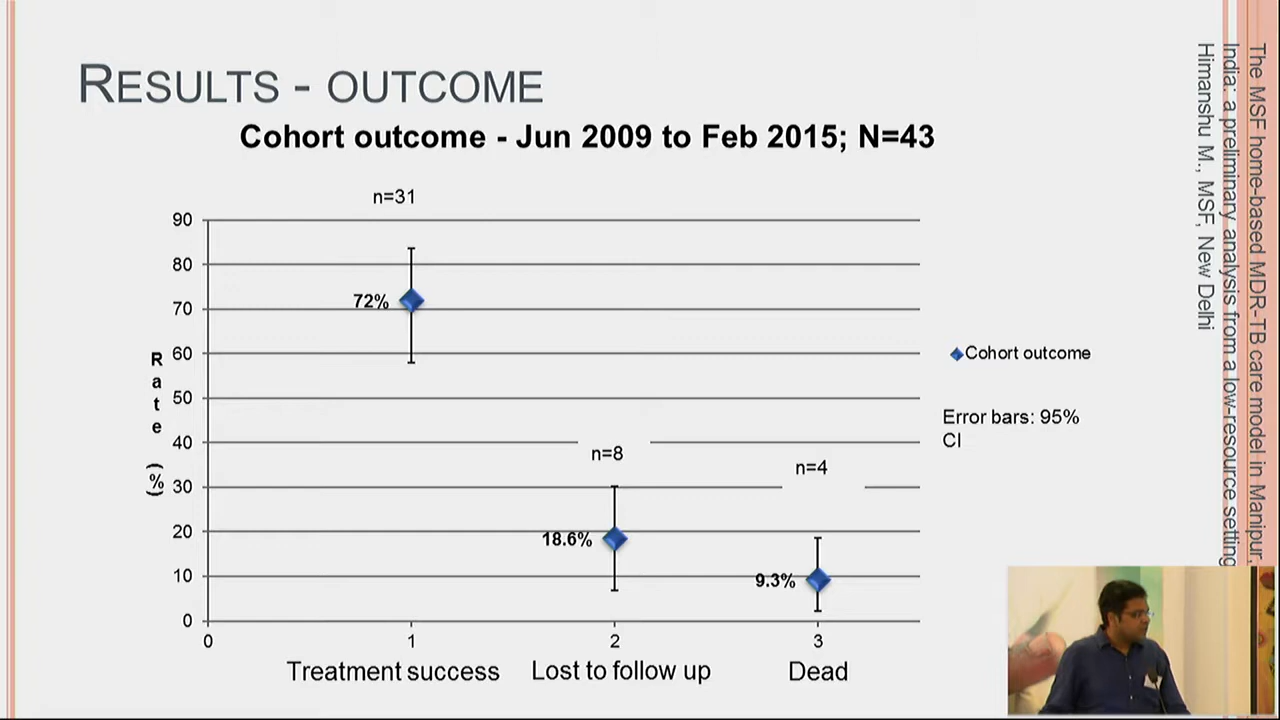 RESULTS - OUTCOME
Cohort outcome - Jun 2009 to Feb 2015; N=43
n=31
90
80
70
60
50
40
30
20
10
0
Rate (%)
72%
n=8
18.6%
n=4
9.3%
0
1
2
3
Treatment success
Lost to follow up
Dead
Cohort outcome
Error bars: 95%
CI
The MSF home-based MDR-TB care model in Manipur,
India: a preliminary analysis from a low-resource setting
Himanshu M., MSF, New Delhi